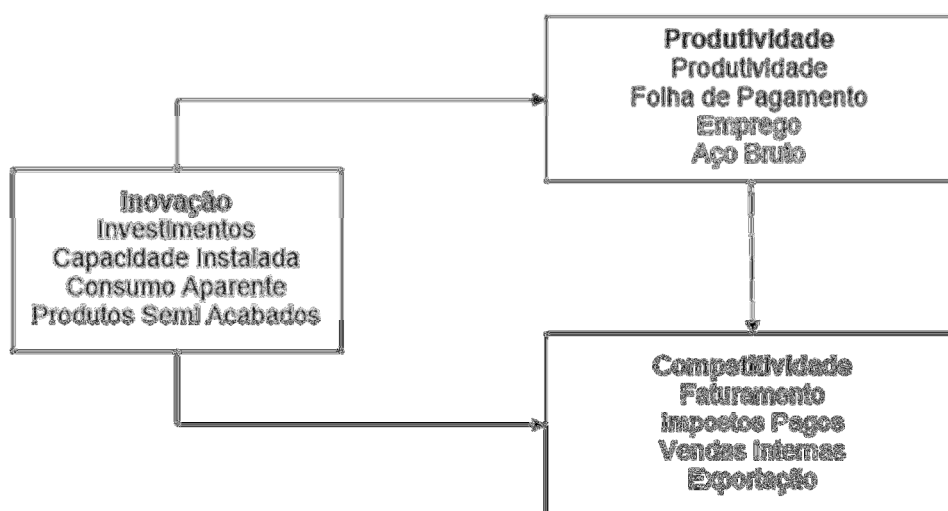 Produtividade
Produtividade
Folha de Pagamento
Emprego
Aço Bruto
Inovação
Investimentos
Capacidade Instalada
Consumo Aparente
Produtos Semi Acabados
Competitividade
Faturamento
Impostos Pagos
Vendas Internas
Exportação